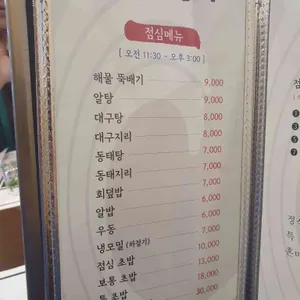 점심메뉴
[ 오전 11:30 - 오후 3:00 ]
해물 뚝배기 9,000
알탕 9,000
대구탕 8,000
대구지리 8,000
동태탕 7,000
동태지리 7,000
회덮밥 7,000
알밥 6,000
우동 6,000
냉모밀 (하절기) 10,000
점심 초밥 13,000
보통 초밥 18,000
특 초밥 30,000